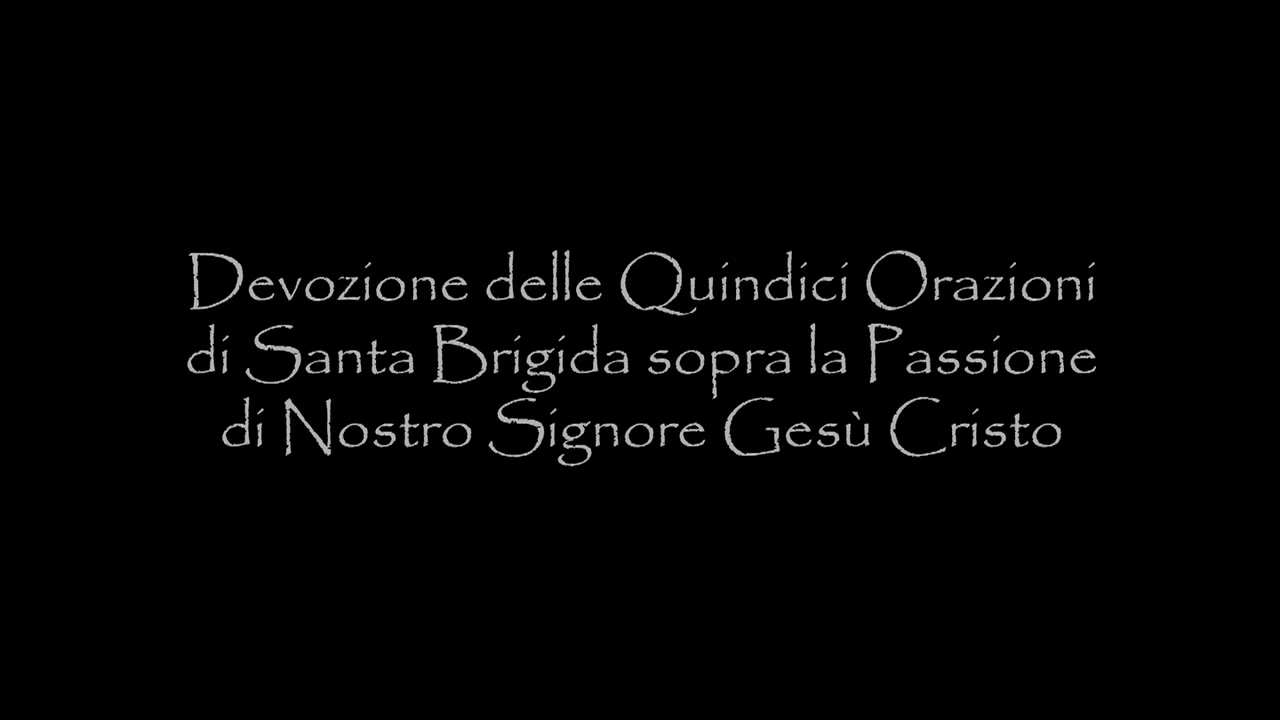 Devozione delle Quindici Orazioni
di Santa Brigida sopra la Passione
di Nostro Signore Gesù Cristo